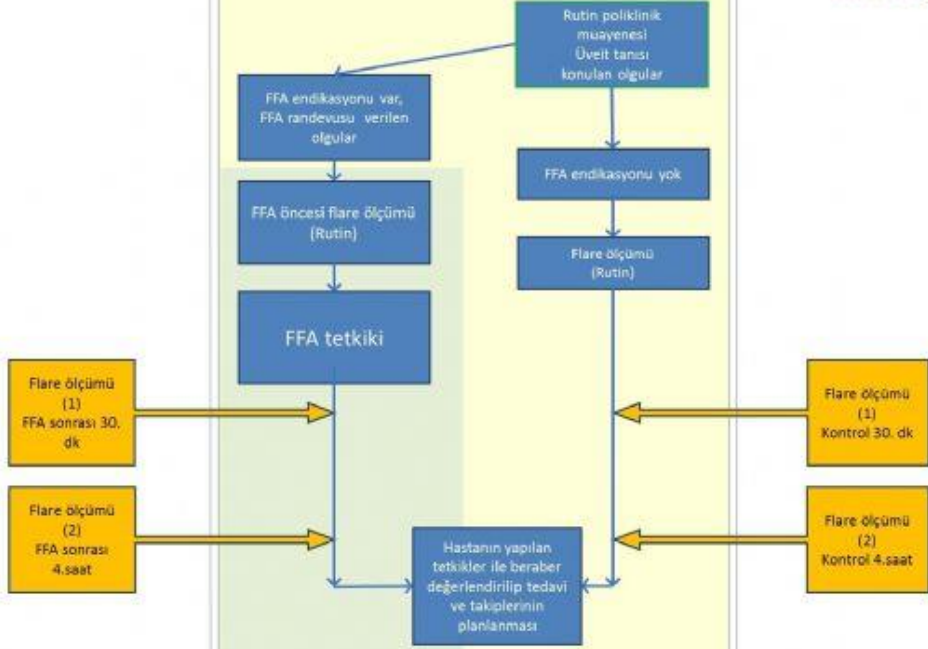 Rutin poliklinik
muayenesi
Üveit tanısı
konulan olgular
FFA endikasyonu var,
FFA randevusu verilen
olgular
FFA endikasyonu yok
FFA öncesi flare ölçümü
(Rutin)
Flare ölçümü
(Rutin)
FFA tetkiki
Flare ölçümü
(1)
FFA sonrası 30.
dk
Flare ölçümü
(1)
Kontrol 30. dk
Flare ölçümü
(2)
FFA sonrası
4.saat
Flare ölçümü
(2)
Kontrol 4.saat
Hastanın yapılan
tetkikler ile beraber
değerlendirilip tedavi
ve takiplerinin
planlanması